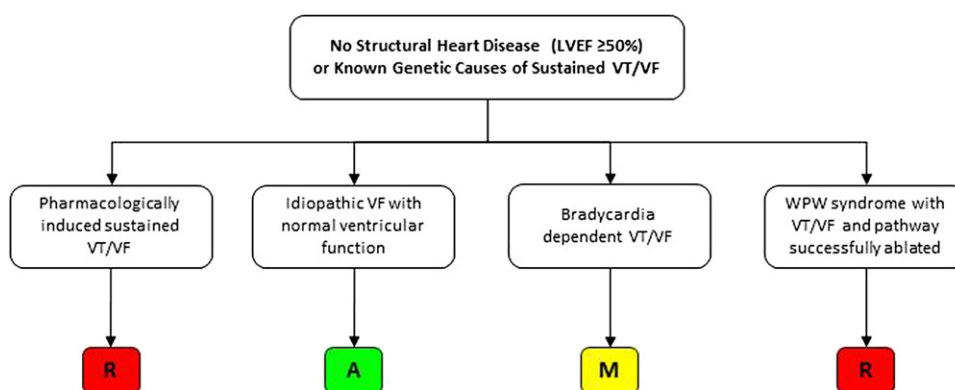 No Structural Heart Disease (LVEF ≥50%)
or Known Genetic Causes of Sustained VT/VF
Pharmacologically
induced sustained
VT/VF
Idiopathic VF with
normal ventricular
function
Bradycardia
dependent VT/VF
WPW syndrome with
VT/VF and pathway
successfully ablated
R
A
M
R